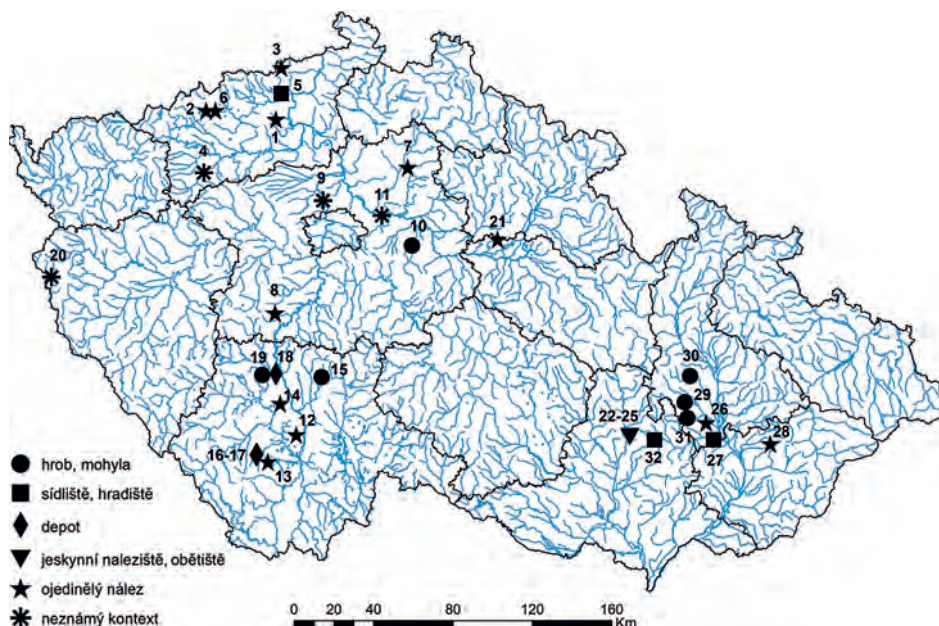 3
5
2 6
1
4
7
9
11
10
21
20
8
19 18 15
14
12
16-17
13
30
29
22-25 26
31 28
32 27
hrob, mohyla
sídliště, hradiště
depot
jeskynní naleziště, obětiště
ojedinělý nález
neznámý kontext
0 20 40 80 120 160
Km